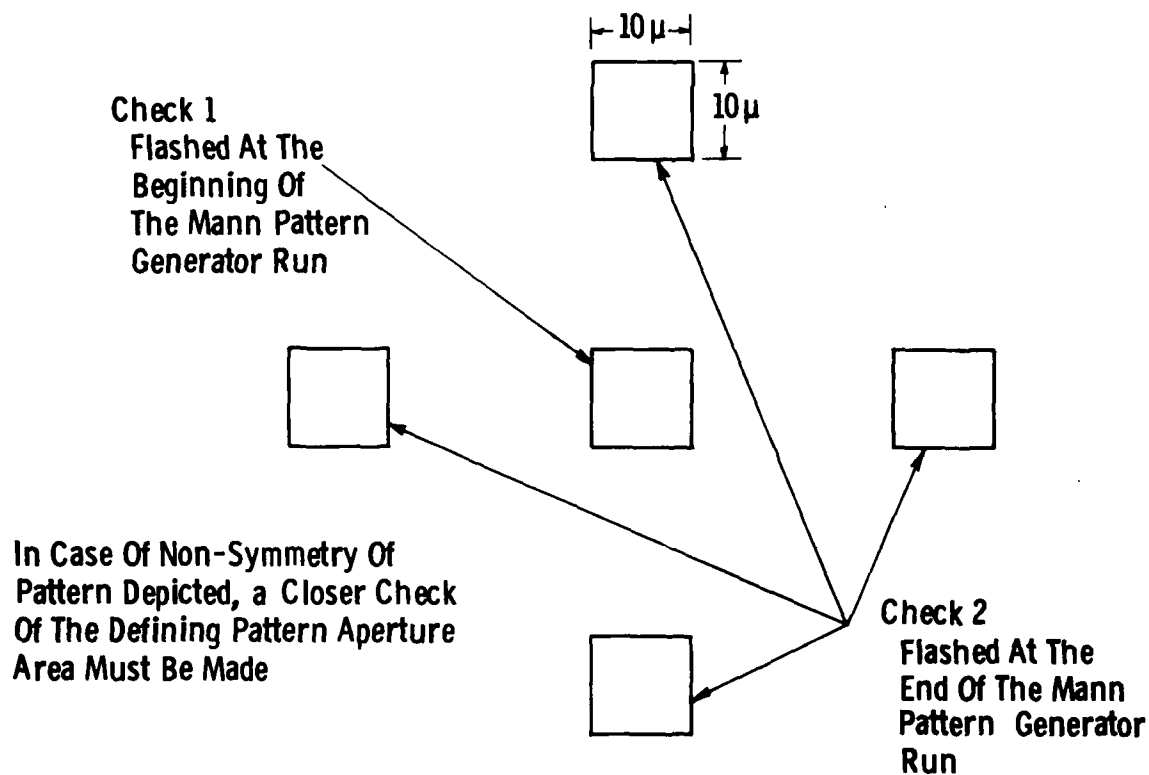 10 μ
10 μ
Check 1
Flashed At The
Beginning Of
The Mann Pattern
Generator Run
In Case Of Non-Symmetry Of
Pattern Depicted, a Closer Check
Of The Defining Pattern Aperture
Area Must Be Made
Check 2
Flashed At The
End Of The Mann
Pattern Generator
Run